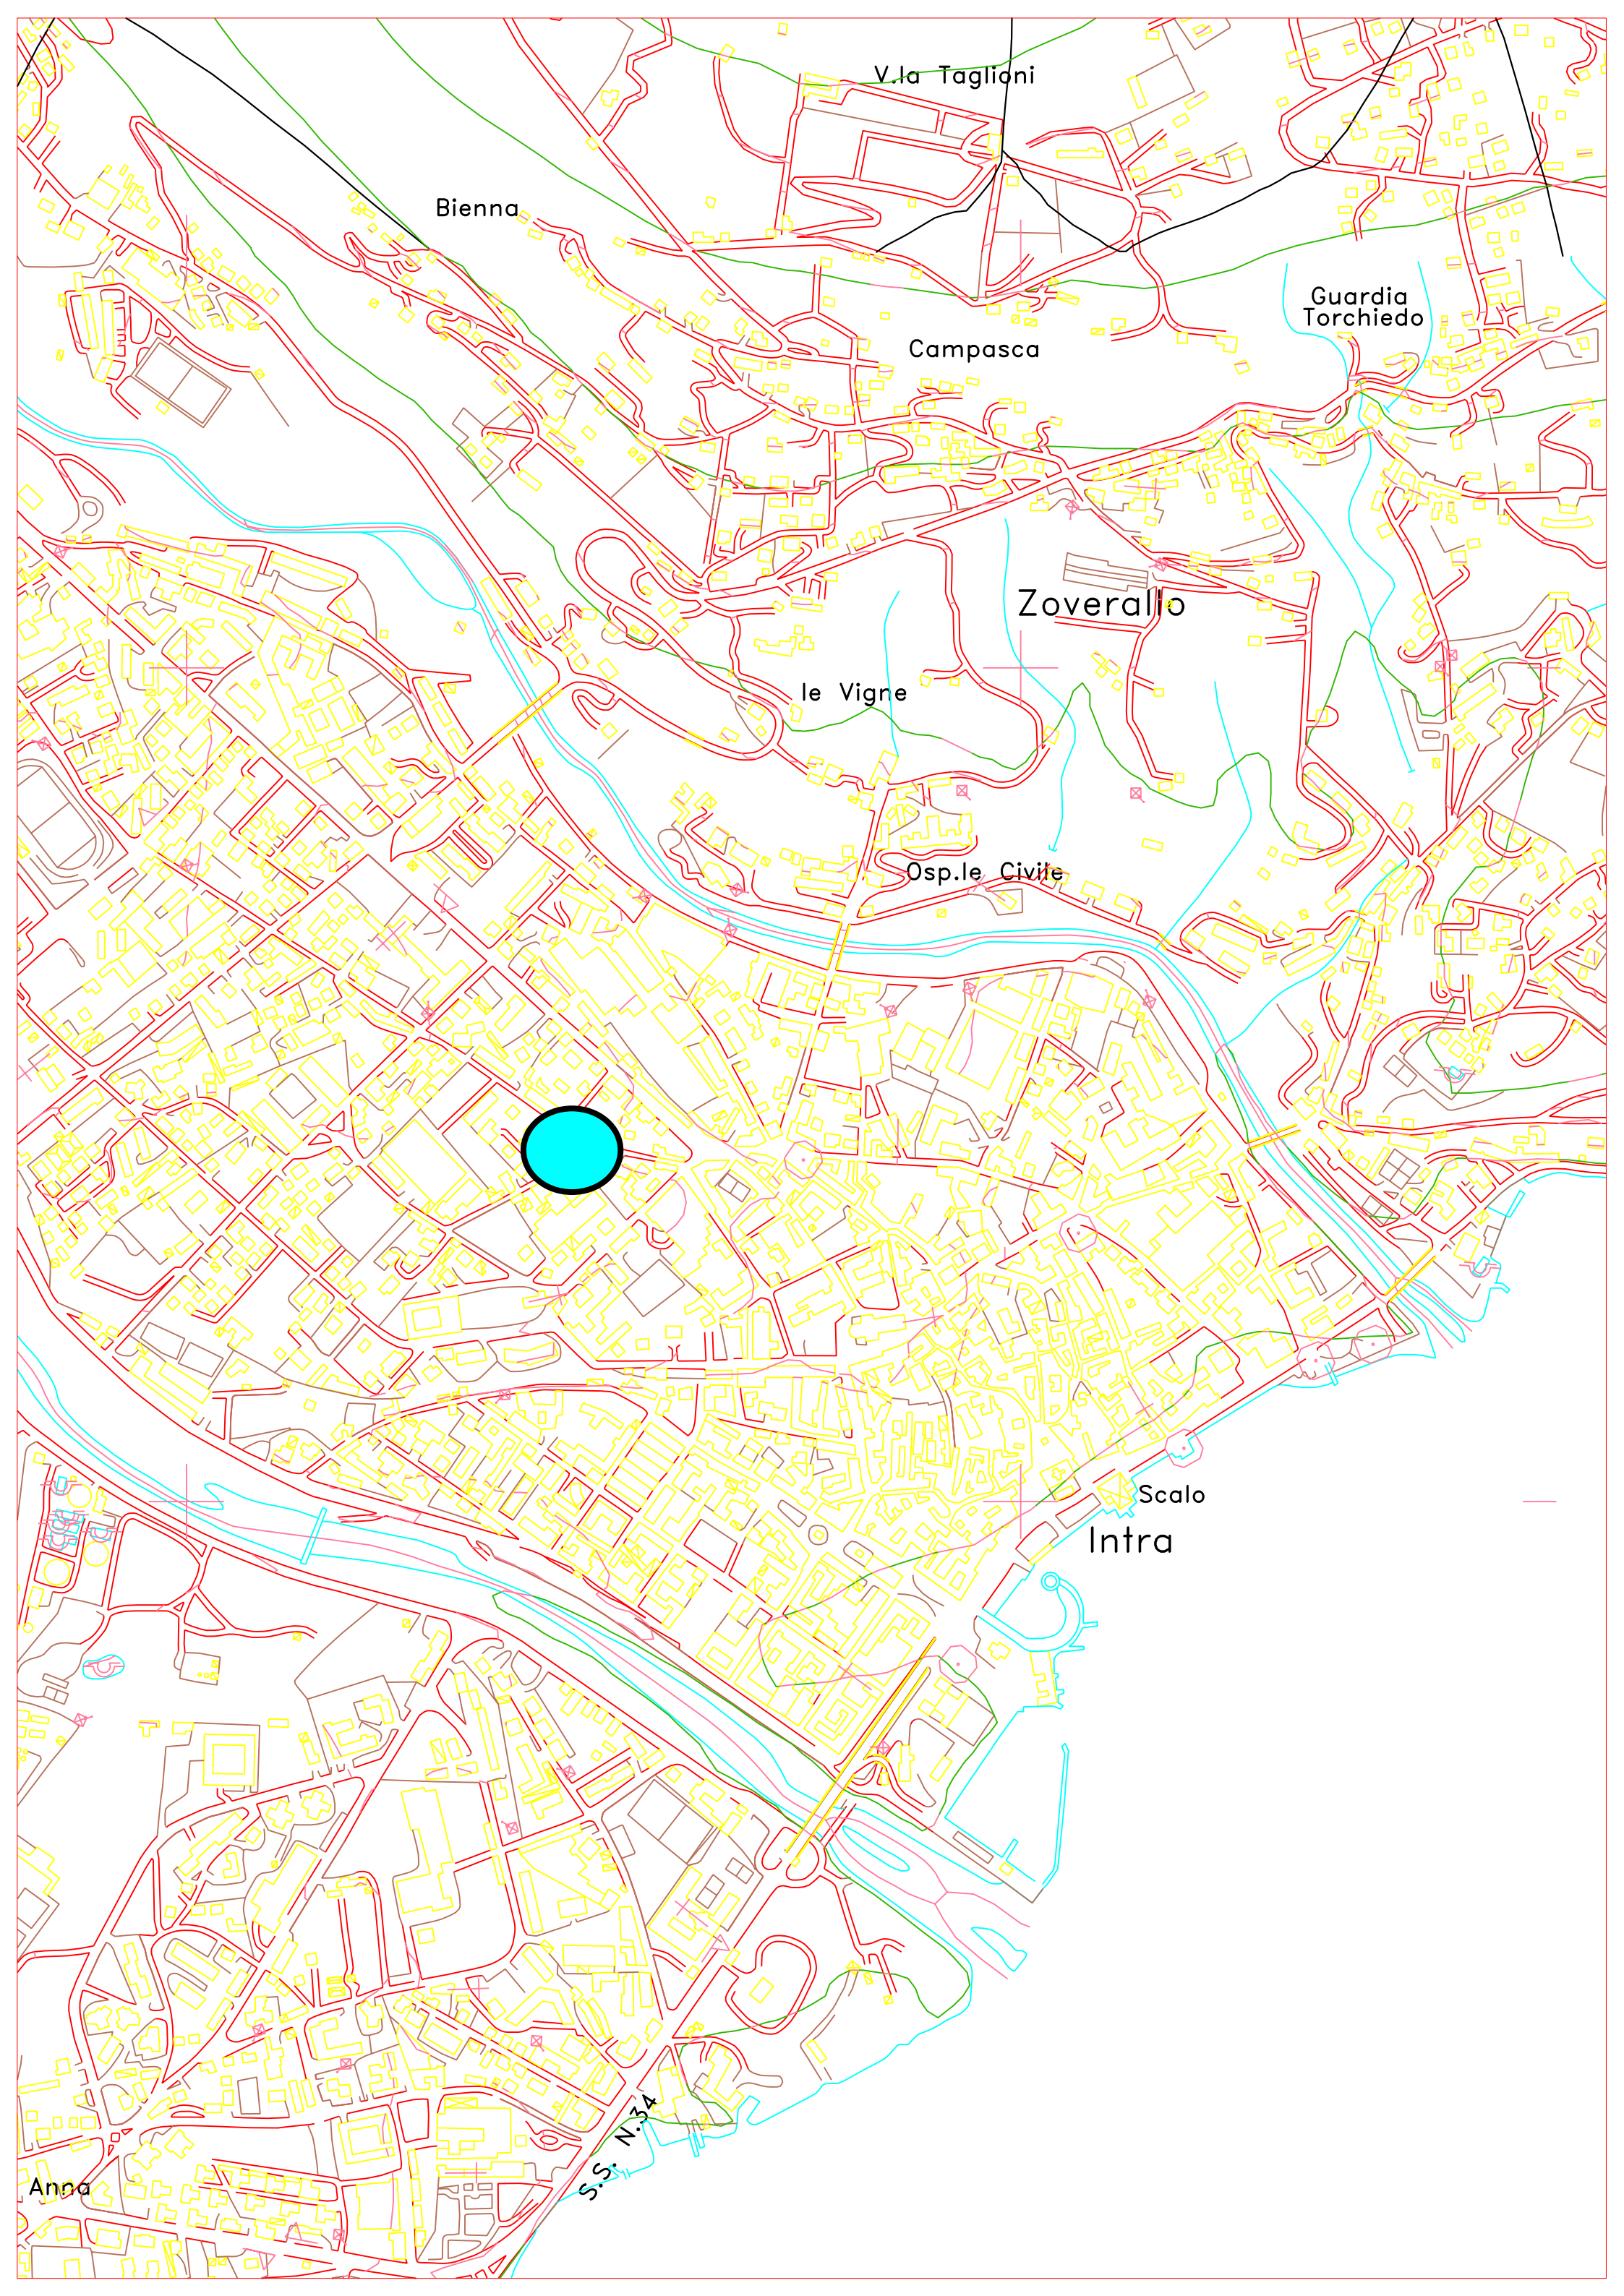 V.la Taglioni
Bienna
Guardia
Torchiedo
Campasca
Zoverallo
le Vigne
Osp.le Civile
Scalo
Intra
S.S. N.34
Anna